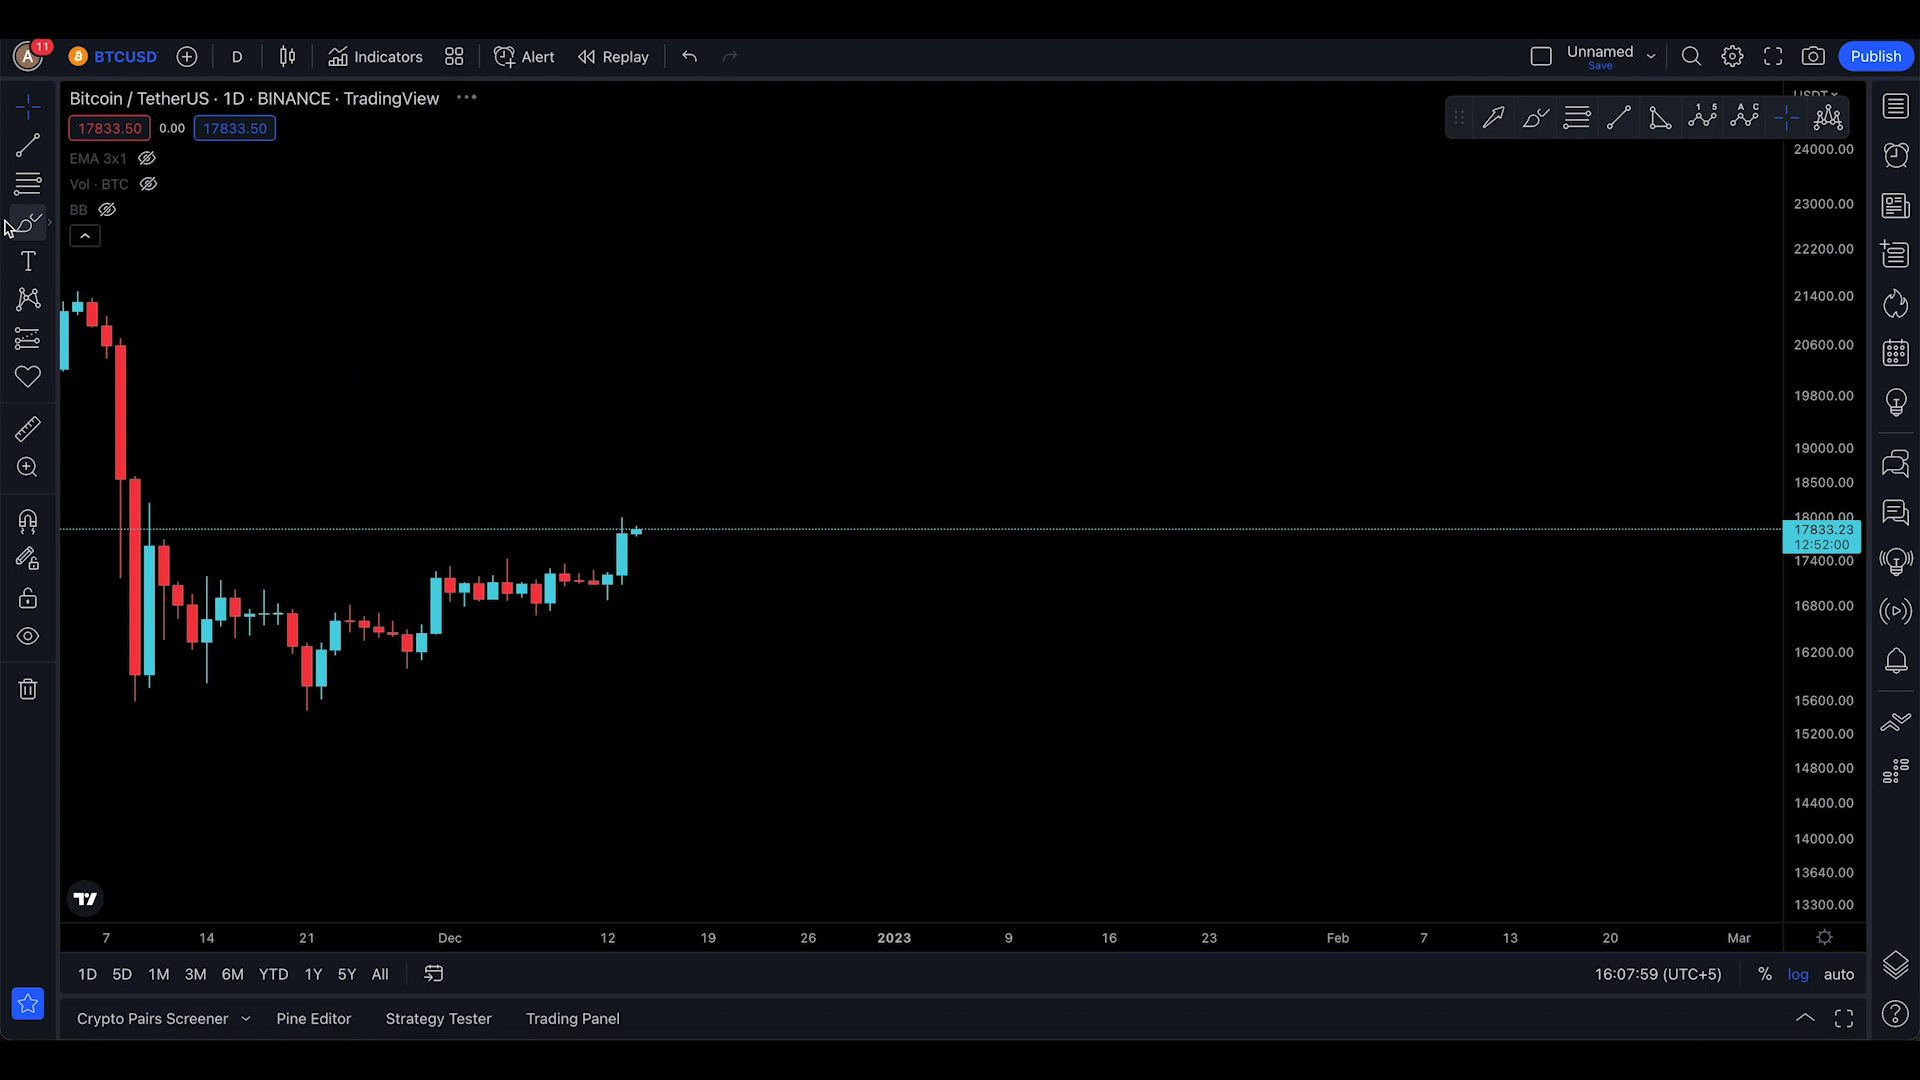 A 11 BTCUSD D Indicators Alert Replay Unnamed Save Publish
Bitcoin / TetherUS · 1D · BINANCE · TradingView
17833.50 0.00 17833.50
EMA 3x1
Vol · BTC
BB
1 5 A C
USDT
24000.00
23000.00
22200.00
21400.00
20600.00
19800.00
19000.00
18500.00
18000.00
17833.23
12:52:00
17400.00
16800.00
16200.00
15600.00
15200.00
14800.00
14400.00
14000.00
13640.00
13300.00
7 14 21 Dec 12 19 26 2023 9 16 23 Feb 7 13 20 Mar
1D 5D 1M 3M 6M YTD 1Y 5Y All 16:07:59 (UTC+5) % log auto
Crypto Pairs Screener Pine Editor Strategy Tester Trading Panel